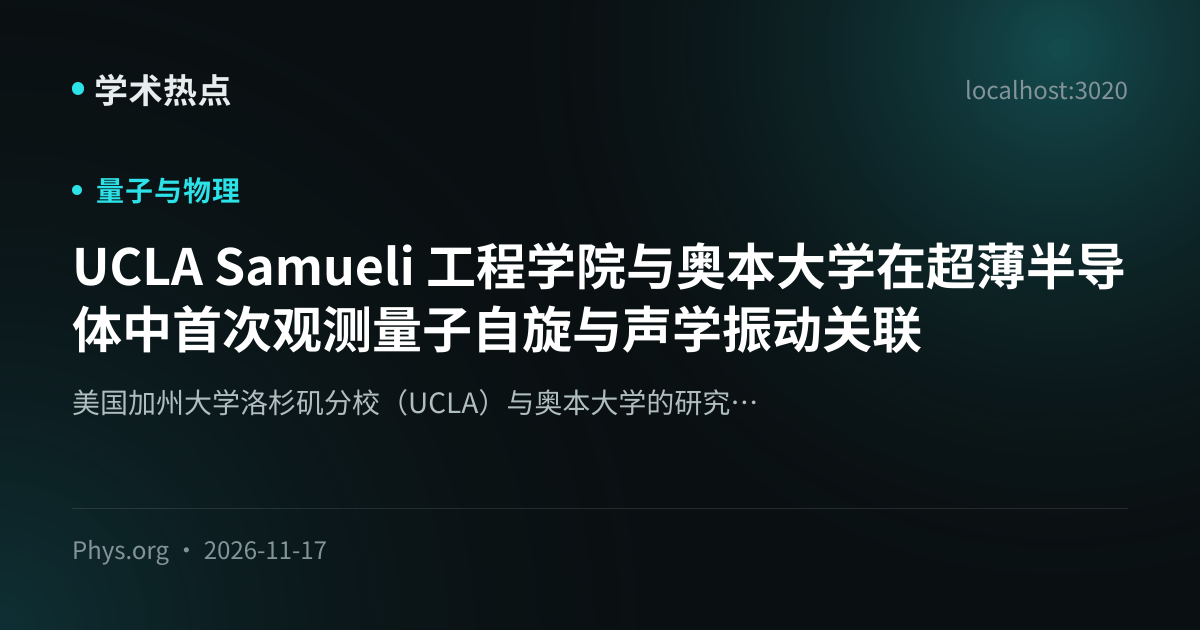 学术热点
localhost:3020
量子与物理
UCLA Samueli 工程学院与奥本大学在超薄半导
体中首次观测量子自旋与声学振动关联
美国加州大学洛杉矶分校（UCLA）与奥本大学的研究…
Phys.org · 2026-11-17